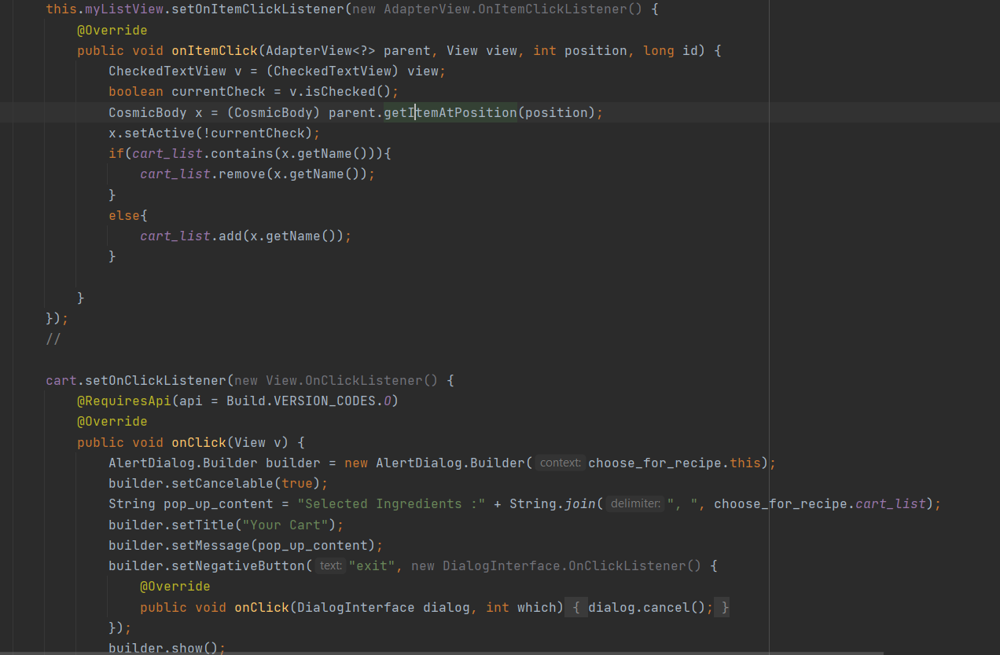 this.myListView.setOnItemClickListener(new AdapterView.OnItemClickListener() {
@Override
public void onItemClick(AdapterView<?> parent, View view, int position, long id) {
CheckedTextView v = (CheckedTextView) view;
boolean currentCheck = v.isChecked();
CosmicBody x = (CosmicBody) parent.getItemAtPosition(position);
x.setActive(!currentCheck);
if(cart_list.contains(x.getName())){
cart_list.remove(x.getName());
}
else{
cart_list.add(x.getName());
}
}
});
//
cart.setOnClickListener(new View.OnClickListener() {
@RequiresApi(api = Build.VERSION_CODES.O)
@Override
public void onClick(View v) {
AlertDialog.Builder builder = new AlertDialog.Builder( context: choose_for_recipe.this);
builder.setCancelable(true);
String pop_up_content = "Selected Ingredients :" + String.join( delimiter: ", ", choose_for_recipe.cart_list);
builder.setTitle("Your Cart");
builder.setMessage(pop_up_content);
builder.setNegativeButton( text: "exit", new DialogInterface.OnClickListener() {
@Override
public void onClick(DialogInterface dialog, int which) { dialog.cancel(); }
});
builder.show();